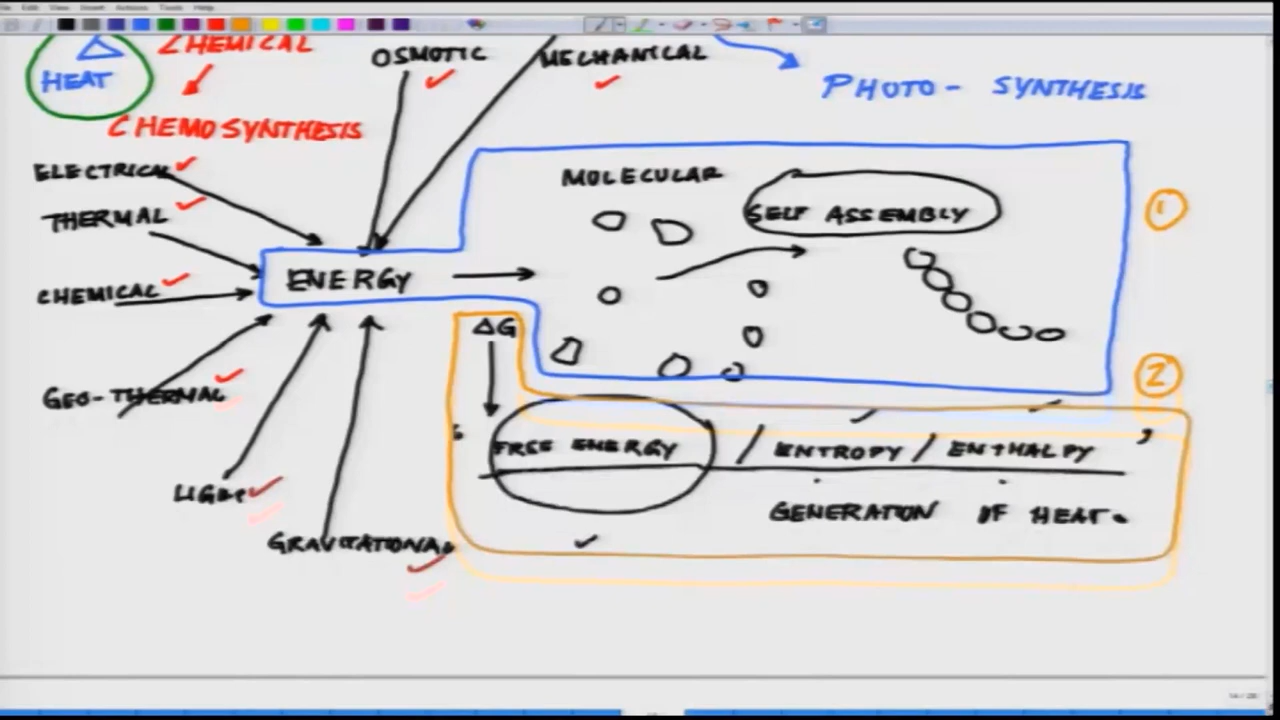 CHEMICAL
HEAT
OSMOTIC
MECHANICAL
PHOTO - SYNTHESIS
CHEMOSYNTHESIS
ELECTRICAL
THERMAL
CHEMICAL
GEO-THERMAL
LIGHT
GRAVITATIONAL
ENERGY
MOLECULAR
SELF ASSEMBLY
1
ΔG
2
FREE ENERGY / ENTROPY / ENTHALPY
GENERATION OF HEAT.